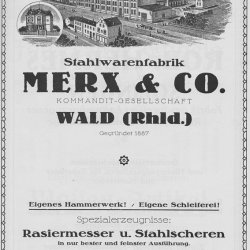 Stahlwarenfabrik
MERX & CO.
KOMMANDIT-GESELLSCHAFT
WALD (Rhld.)
Gegründet 1887
Eigenes Hammerwerk! / Eigene Schleiferei!
Spezialerzeugnisse:
Rasiermesser u. Stahlscheren
in nur bester und feinster Ausführung.